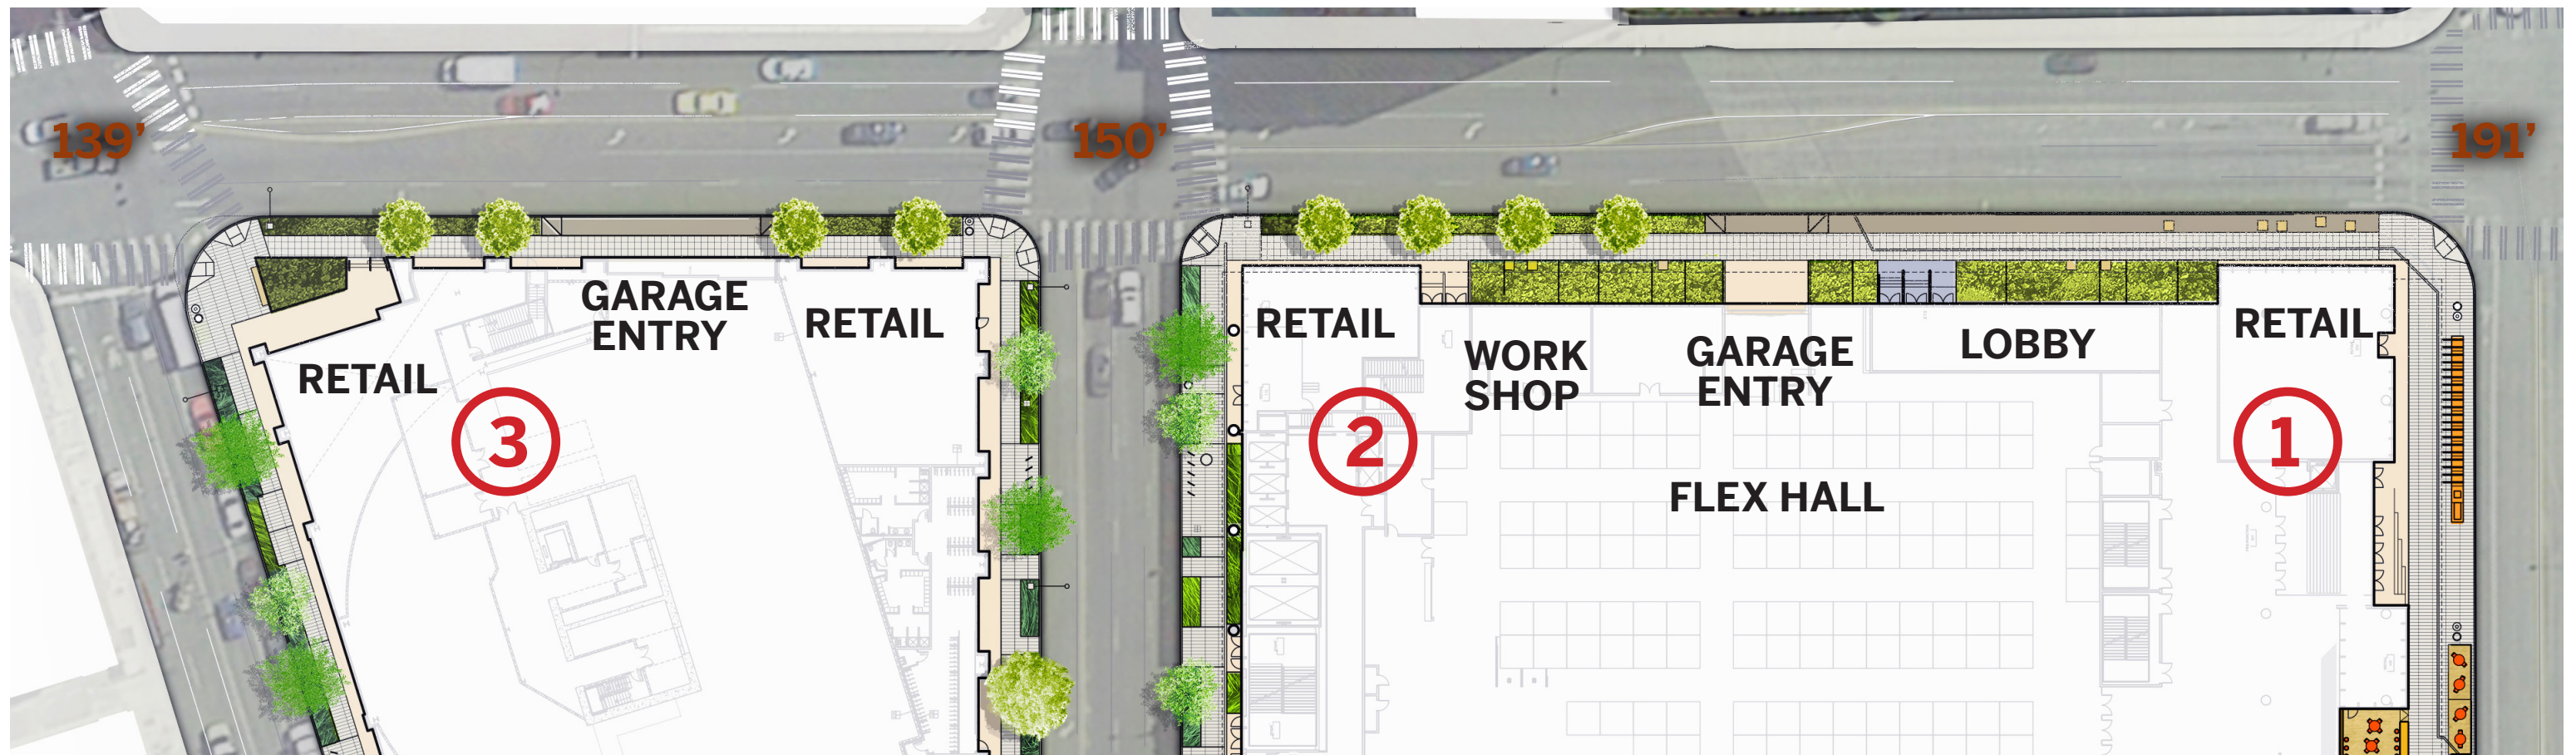 139’
150’
191’
GARAGE
ENTRY
RETAIL
RETAIL
3
RETAIL
WORK
SHOP
GARAGE
ENTRY
LOBBY
RETAIL
2
1
FLEX HALL